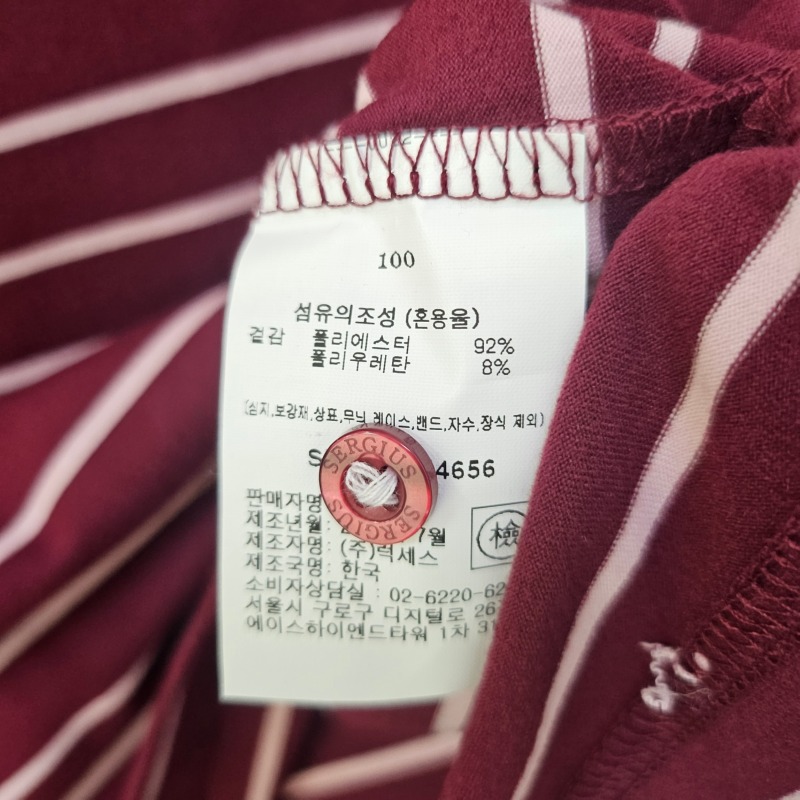 100
섬유의조성 (혼용율)
겉감 폴리에스터 92%
폴리우레탄 8%
(심지,보강재,상표,무늬,레이스,밴드,자수,장식 제외)
S 4656
SERGIUS
SERGIUS
판매자명
제조년월: 7월
제조자명: (주)럭세스
檢
제조국명: 한국
소비자상담실 : 02-6220-62
서울시 구로구 디지털로 26
에이스하이엔드타워 1차 31